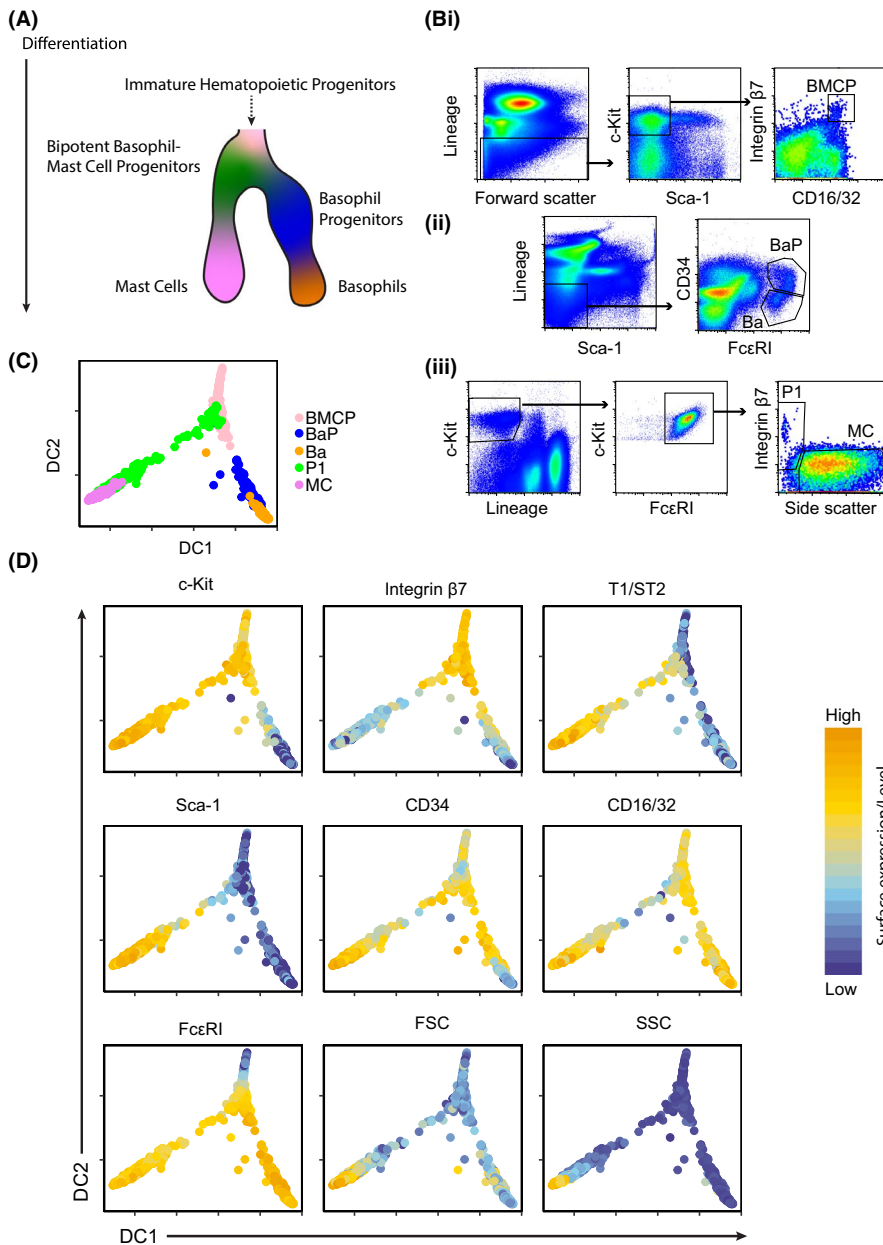 (A)
Differentiation
Immature Hematopoietic Progenitors
Bipotent Basophil-
Mast Cell Progenitors
Basophil
Progenitors
Mast Cells
Basophils
(Bi)
Lineage
Forward scatter
c-Kit
Sca-1
Integrin β7
BMCP
CD16/32
(ii)
Lineage
Sca-1
CD34
BaP
Ba
FcεRI
(iii)
c-Kit
Lineage
c-Kit
FcεRI
Integrin β7
P1
MC
Side scatter
(C)
DC2
DC1
BMCP
BaP
Ba
P1
MC
(D)
c-Kit
Integrin β7
T1/ST2
Sca-1
CD34
CD16/32
FcεRI
FSC
SSC
DC2
DC1
High
Low
Surface expression/Level